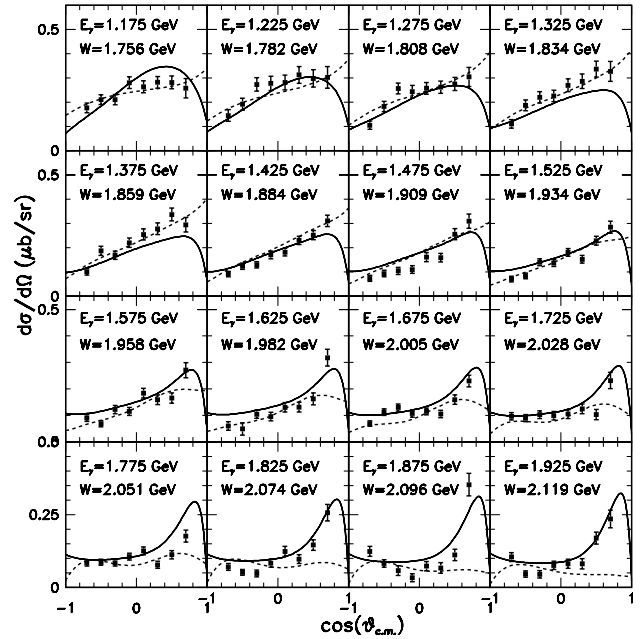 0.5
E_γ=1.175 GeV
W=1.756 GeV
E_γ=1.225 GeV
W=1.782 GeV
E_γ=1.275 GeV
W=1.808 GeV
E_γ=1.325 GeV
W=1.834 GeV
0
0.5
E_γ=1.375 GeV
W=1.859 GeV
E_γ=1.425 GeV
W=1.884 GeV
E_γ=1.475 GeV
W=1.909 GeV
E_γ=1.525 GeV
W=1.934 GeV
0
0.5
E_γ=1.575 GeV
W=1.958 GeV
E_γ=1.625 GeV
W=1.982 GeV
E_γ=1.675 GeV
W=2.005 GeV
E_γ=1.725 GeV
W=2.028 GeV
E_γ=1.775 GeV
W=2.051 GeV
E_γ=1.825 GeV
W=2.074 GeV
E_γ=1.875 GeV
W=2.096 GeV
E_γ=1.925 GeV
W=2.119 GeV
0.25
0
dσ/dΩ (μb/sr)
−1 0 1
−1 0 1
−1 0 1
−1 0 1
cos(ϑ_c.m.)